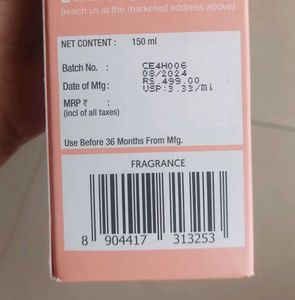 (reach us at the marketed address above)
NET CONTENT : 150 ml
Batch No. : CE4H006
Date of Mfg : 08/2024
MRP ₹ : RS.499.00
(incl of all taxes) USP:3.33/ml
Use Before 36 Months From Mfg.
FRAGRANCE
8 904417 313253